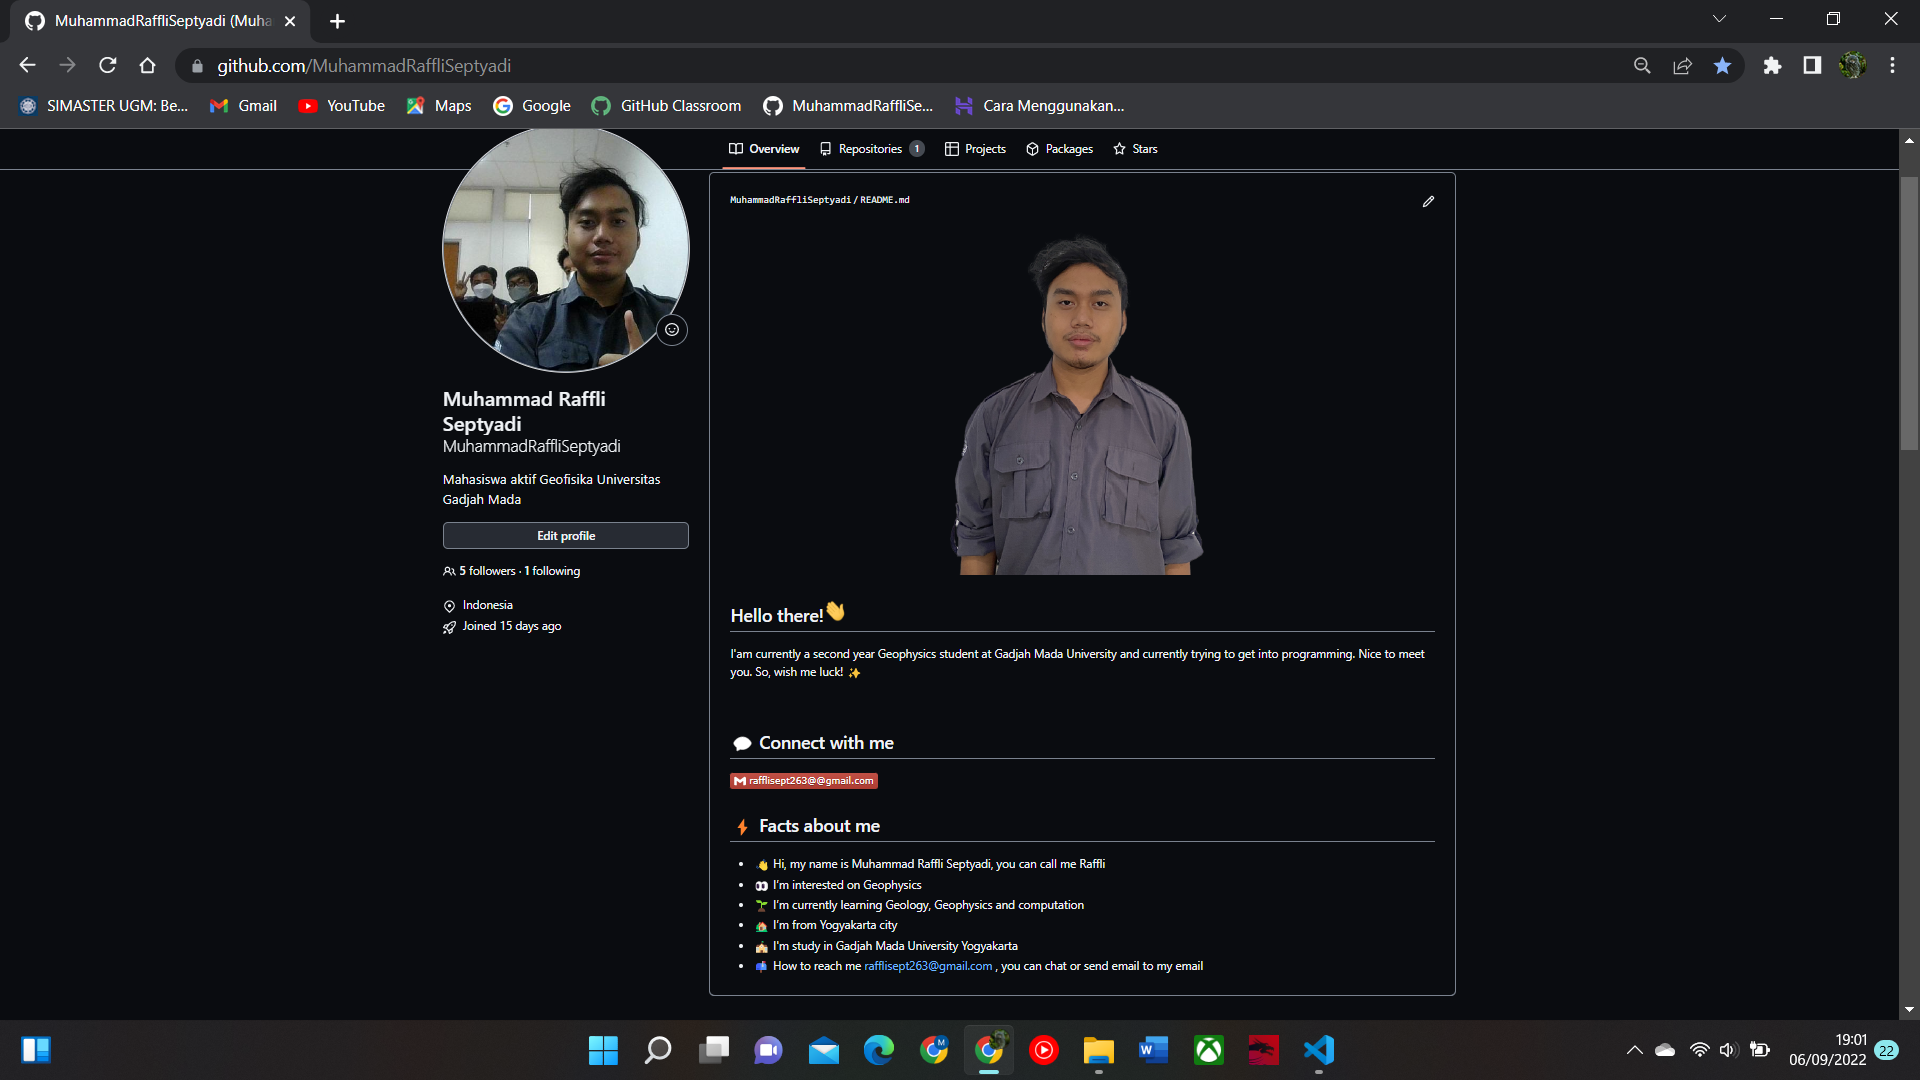 MuhammadRaffliSeptyadi (Muha
github.com/MuhammadRaffliSeptyadi
SIMASTER UGM: Be...
Gmail
YouTube
Maps
Google
GitHub Classroom
MuhammadRaffliSe...
Cara Menggunakan...
Overview
Repositories 1
Projects
Packages
Stars
Muhammad Raffli
Septyadi
MuhammadRaffliSeptyadi
Mahasiswa aktif Geofisika Universitas
Gadjah Mada
Edit profile
5 followers · 1 following
Indonesia
Joined 15 days ago
MuhammadRaffliSeptyadi / README.md
Hello there!👋
I'am currently a second year Geophysics student at Gadjah Mada University and currently trying to get into programming. Nice to meet
you. So, wish me luck! ✨
💬 Connect with me
rafflisept263@@gmail.com
⚡ Facts about me
• 👋 Hi, my name is Muhammad Raffli Septyadi, you can call me Raffli
• 👀 I'm interested on Geophysics
• 🌱 I'm currently learning Geology, Geophysics and computation
• 🏠 I'm from Yogyakarta city
• 🏫 I'm study in Gadjah Mada University Yogyakarta
• 📫 How to reach me rafflisept263@gmail.com , you can chat or send email to my email
19:01
06/09/2022
22